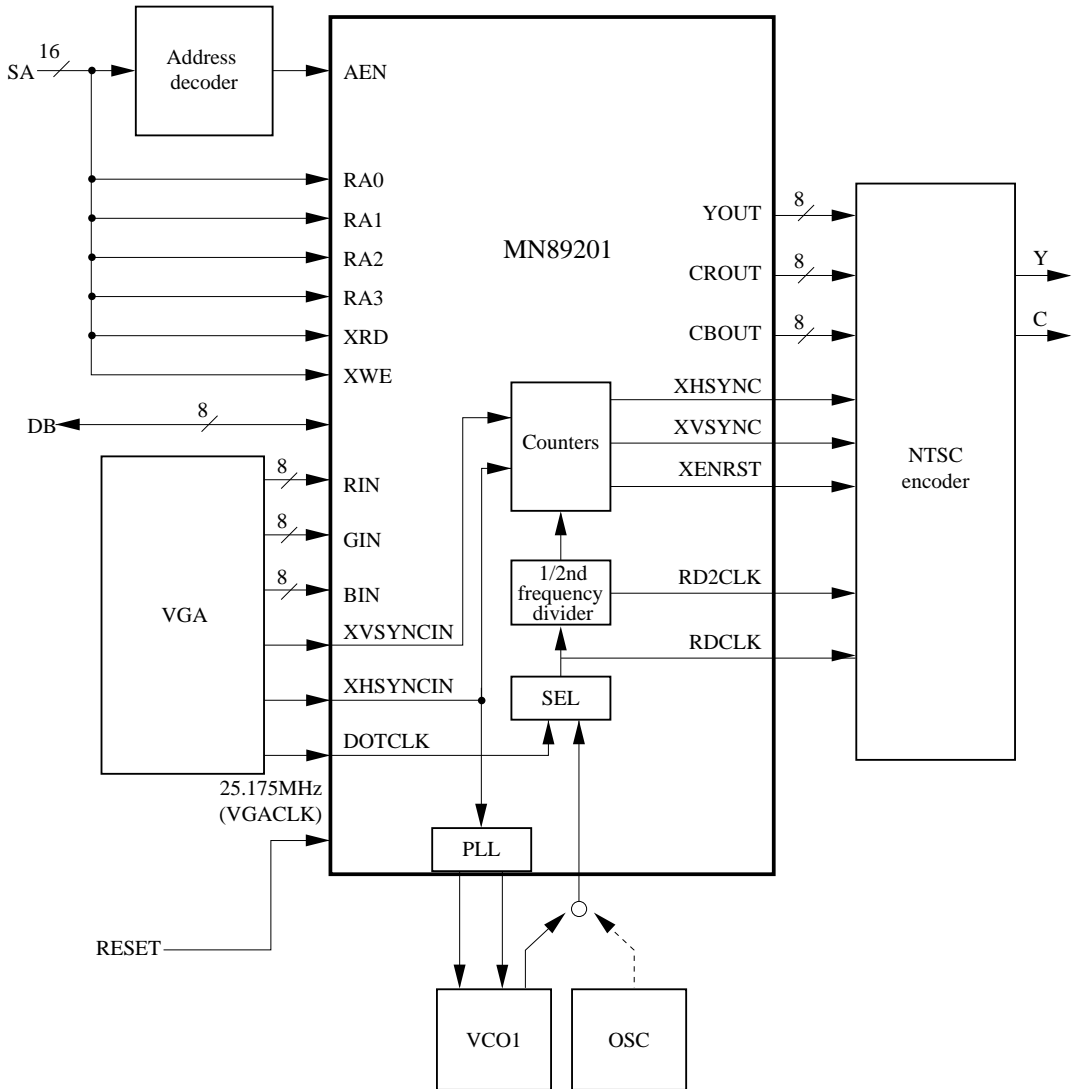 16
SA
Address
decoder
AEN
RA0
RA1
RA2
RA3
XRD
XWE
8
DB
MN89201
YOUT
8
CROUT
8
CBOUT
8
Y
C
NTSC
encoder
Counters
XHSYNC
XVSYNC
XENRST
1/2nd
frequency
divider
RD2CLK
RDCLK
SEL
VGA
8
RIN
8
GIN
8
BIN
XVSYNCIN
XHSYNCIN
DOTCLK
25.175MHz
(VGACLK)
PLL
RESET
VCO1
OSC